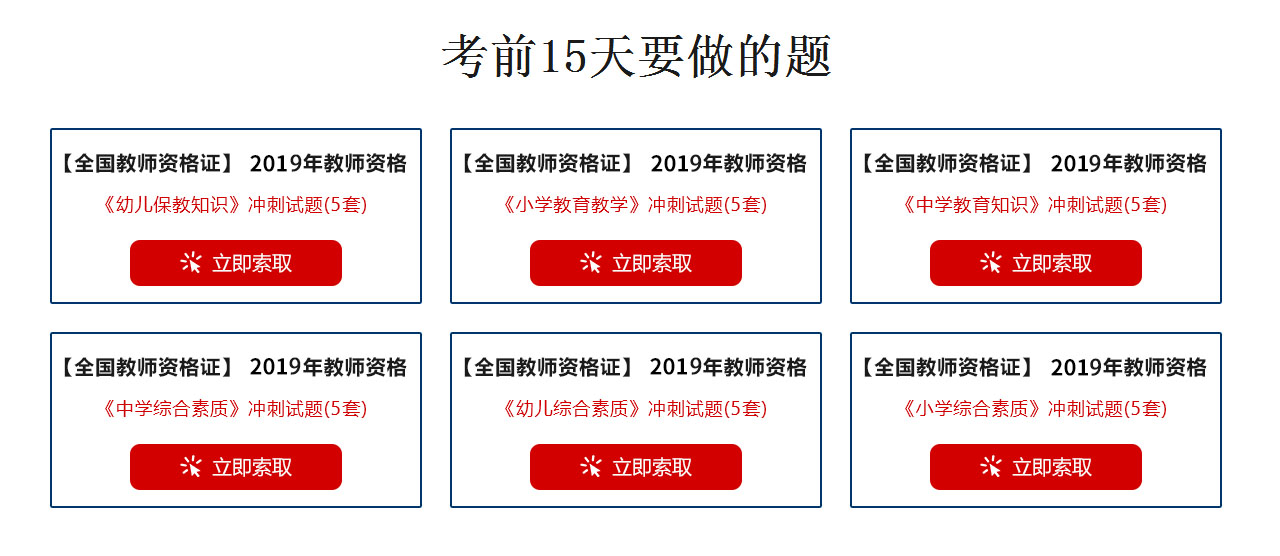 考前15天要做的题
【全国教师资格证】 2019年教师资格
《幼儿保教知识》冲刺试题(5套)
立即索取
【全国教师资格证】 2019年教师资格
《小学教育教学》冲刺试题(5套)
立即索取
【全国教师资格证】 2019年教师资格
《中学教育知识》冲刺试题(5套)
立即索取
【全国教师资格证】 2019年教师资格
《中学综合素质》冲刺试题(5套)
立即索取
【全国教师资格证】 2019年教师资格
《幼儿综合素质》冲刺试题(5套)
立即索取
【全国教师资格证】 2019年教师资格
《小学综合素质》冲刺试题(5套)
立即索取